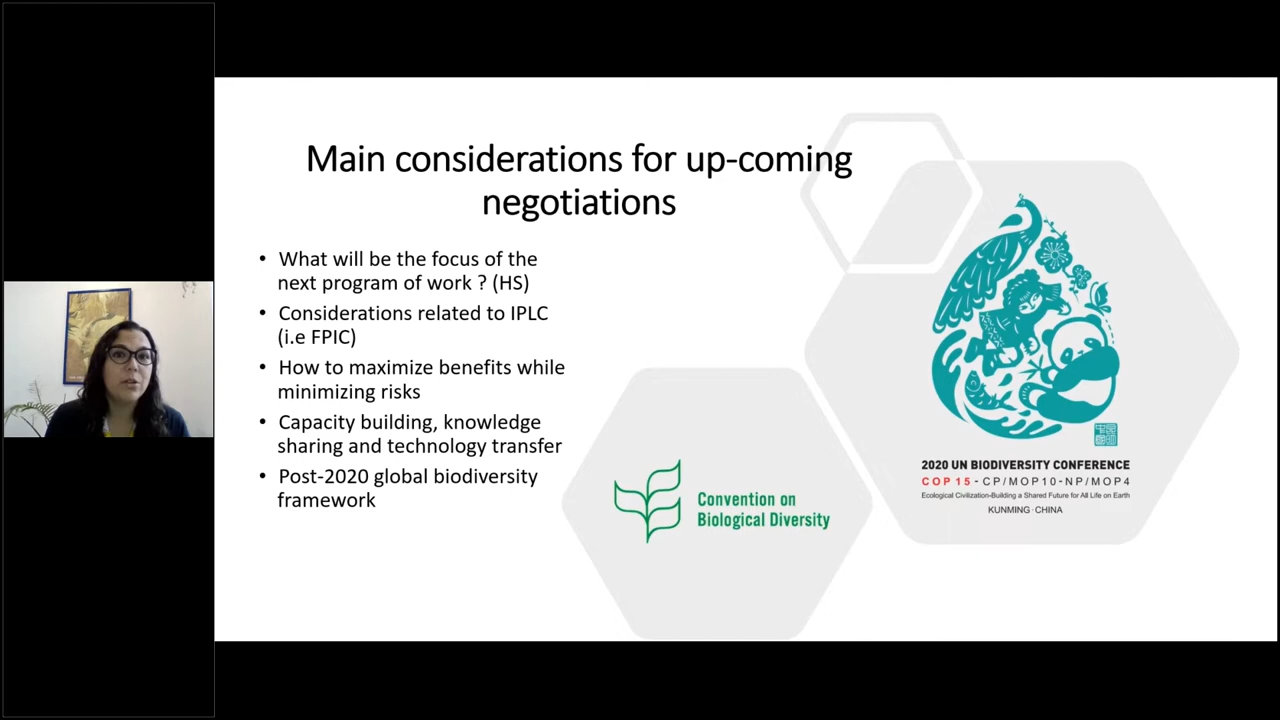 Main considerations for up-coming
negotiations
• What will be the focus of the
next program of work ? (HS)
• Considerations related to IPLC
(i.e FPIC)
• How to maximize benefits while
minimizing risks
• Capacity building, knowledge
sharing and technology transfer
• Post-2020 global biodiversity
framework
Convention on
Biological Diversity
2020 UN BIODIVERSITY CONFERENCE
COP 15 - CP/MOP10-NP/MOP4
Ecological Civilization-Building a Shared Future for All Life on Earth
KUNMING · CHINA